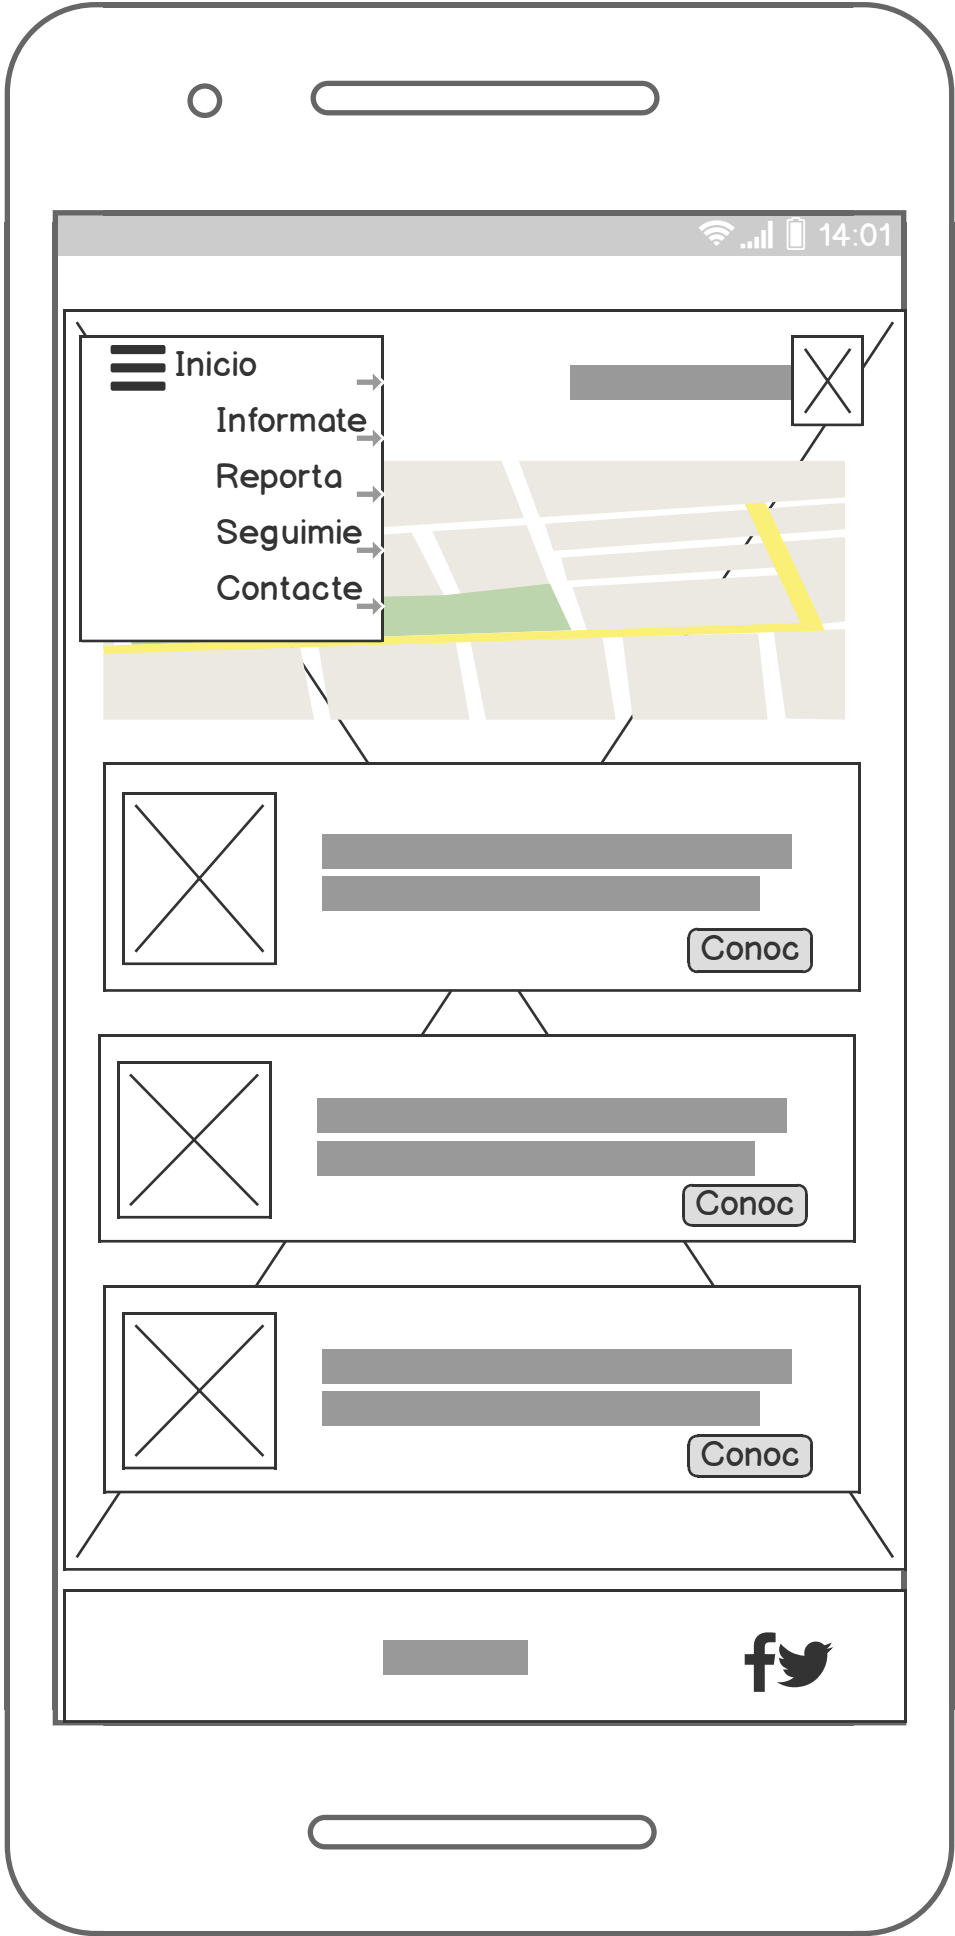 14:01
Inicio
Informate
Reporta
Seguimie
Contacte
Conoc
Conoc
Conoc